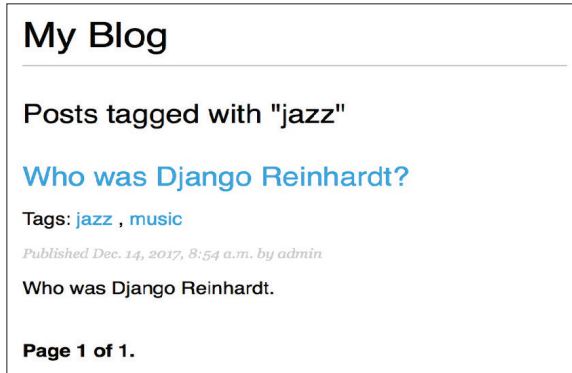 My Blog
Posts tagged with "jazz"
Who was Django Reinhardt?
Tags: jazz , music
Published Dec. 14, 2017, 8:54 a.m. by admin
Who was Django Reinhardt.
Page 1 of 1.